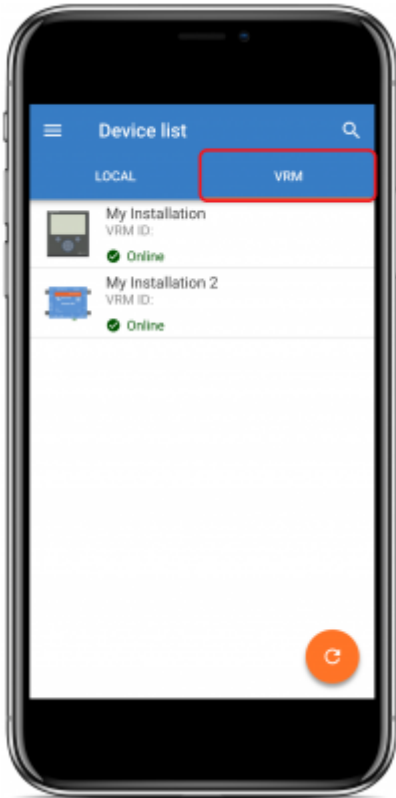 Device list
LOCAL
VRM
My Installation
VRM ID:
Online
My Installation 2
VRM ID:
Online